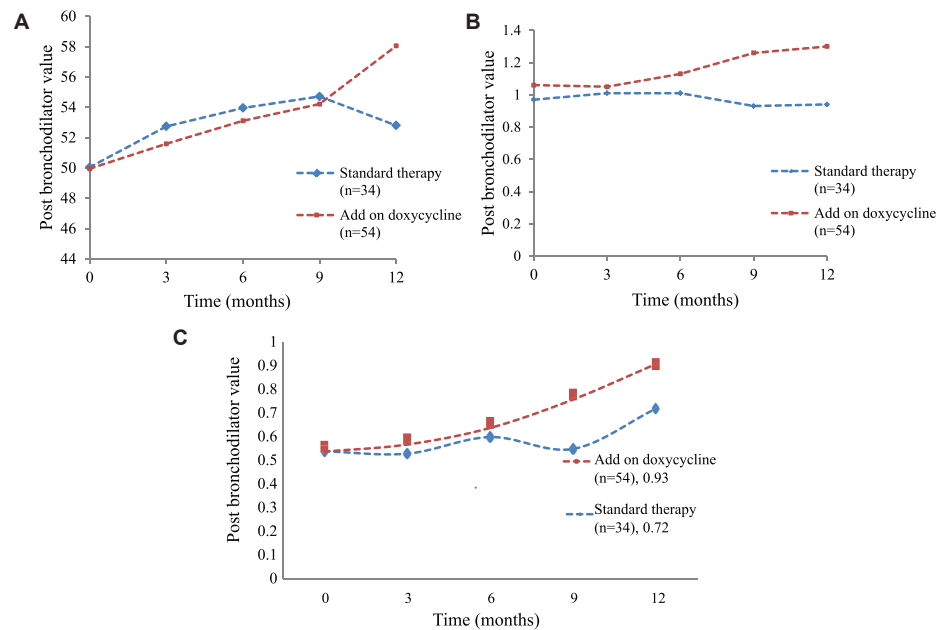 A
Post bronchodilator value
60
58
56
54
52
50
48
46
44
0
3
6
9
12
Time (months)
Standard therapy
(n=34)
Add on doxycycline
(n=54)
B
Post bronchodilator value
1.4
1.2
1
0.8
0.6
0.4
0.2
0
0
3
6
9
12
Time (months)
Standard therapy
(n=34)
Add on doxycycline
(n=54)
C
Post bronchodilator value
1
0.9
0.8
0.7
0.6
0.5
0.4
0.3
0.2
0.1
0
0
3
6
9
12
Time (months)
Add on doxycycline
(n=54), 0.93
Standard therapy
(n=34), 0.72